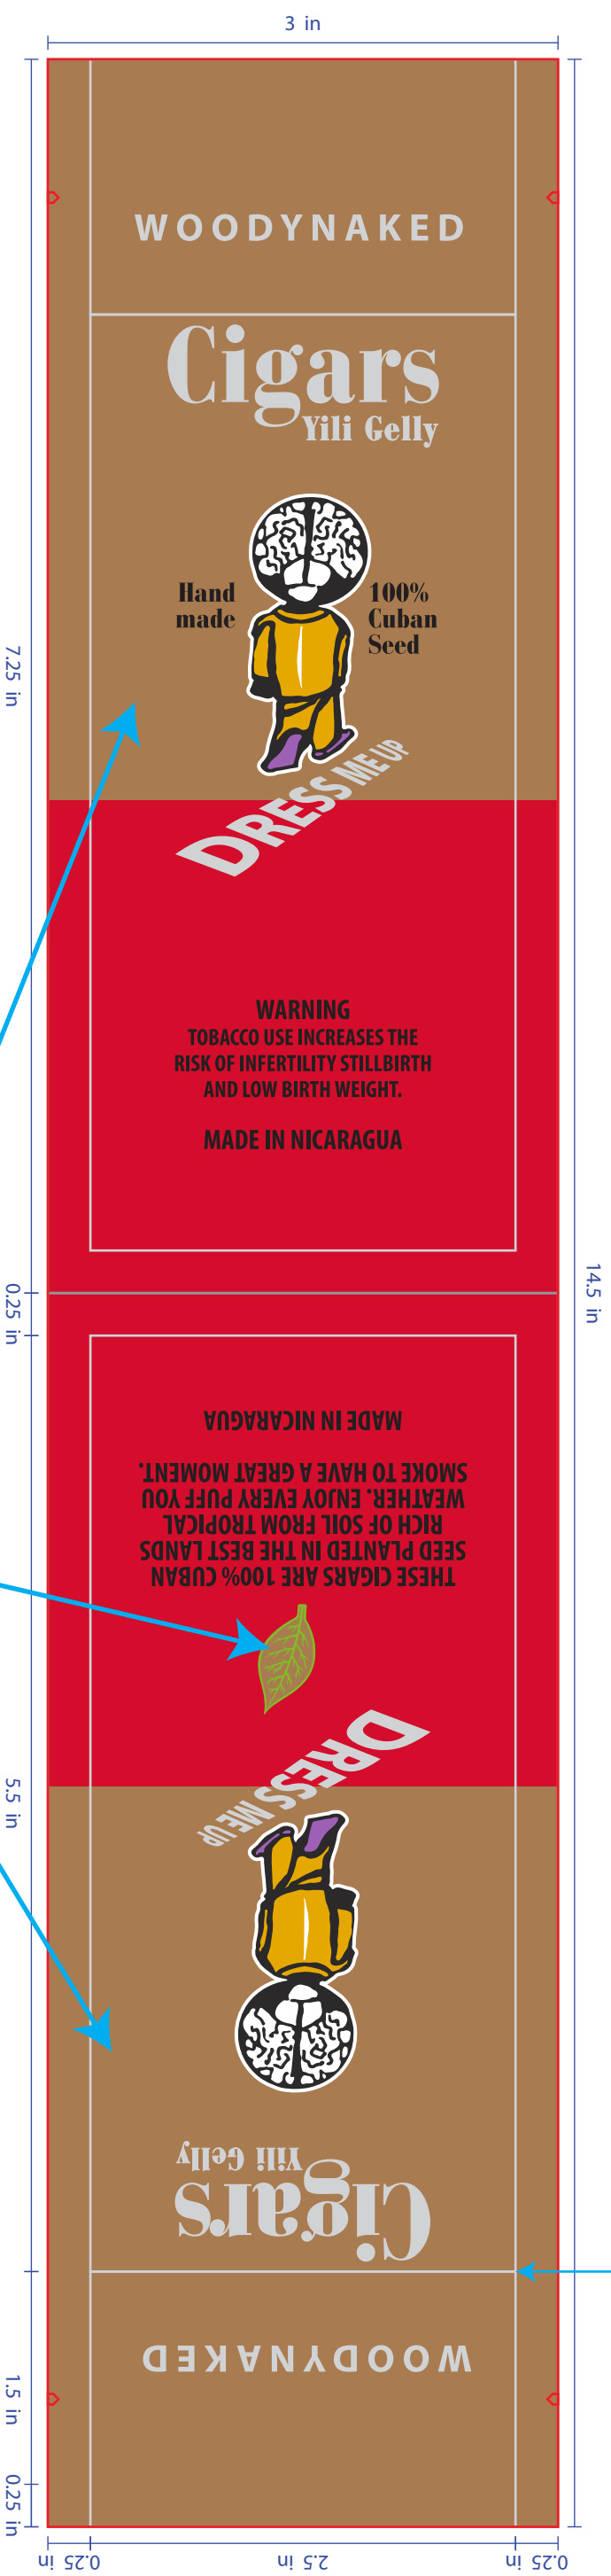 3 in
WOODYNAKED
Cigars
Yili Gelly
Hand
made
100%
Cuban
Seed
7.25 in
DRESS ME UP
WARNING
TOBACCO USE INCREASES THE
RISK OF INFERTILITY STILLBIRTH
AND LOW BIRTH WEIGHT.
MADE IN NICARAGUA
0.25 in
14.5 in
THESE CIGARS ARE 100% CUBAN
SEED PLANTED IN THE BEST LANDS
RICH OF SOIL FROM TROPICAL
WEATHER. ENJOY EVERY PUFF YOU
SMOKE TO HAVE A GREAT MOMENT.
MADE IN NICARAGUA
DRESS ME UP
5.5 in
Cigars
Yili Gelly
WOODYNAKED
1.5 in
0.25 in
0.25 in
2.5 in
0.25 in